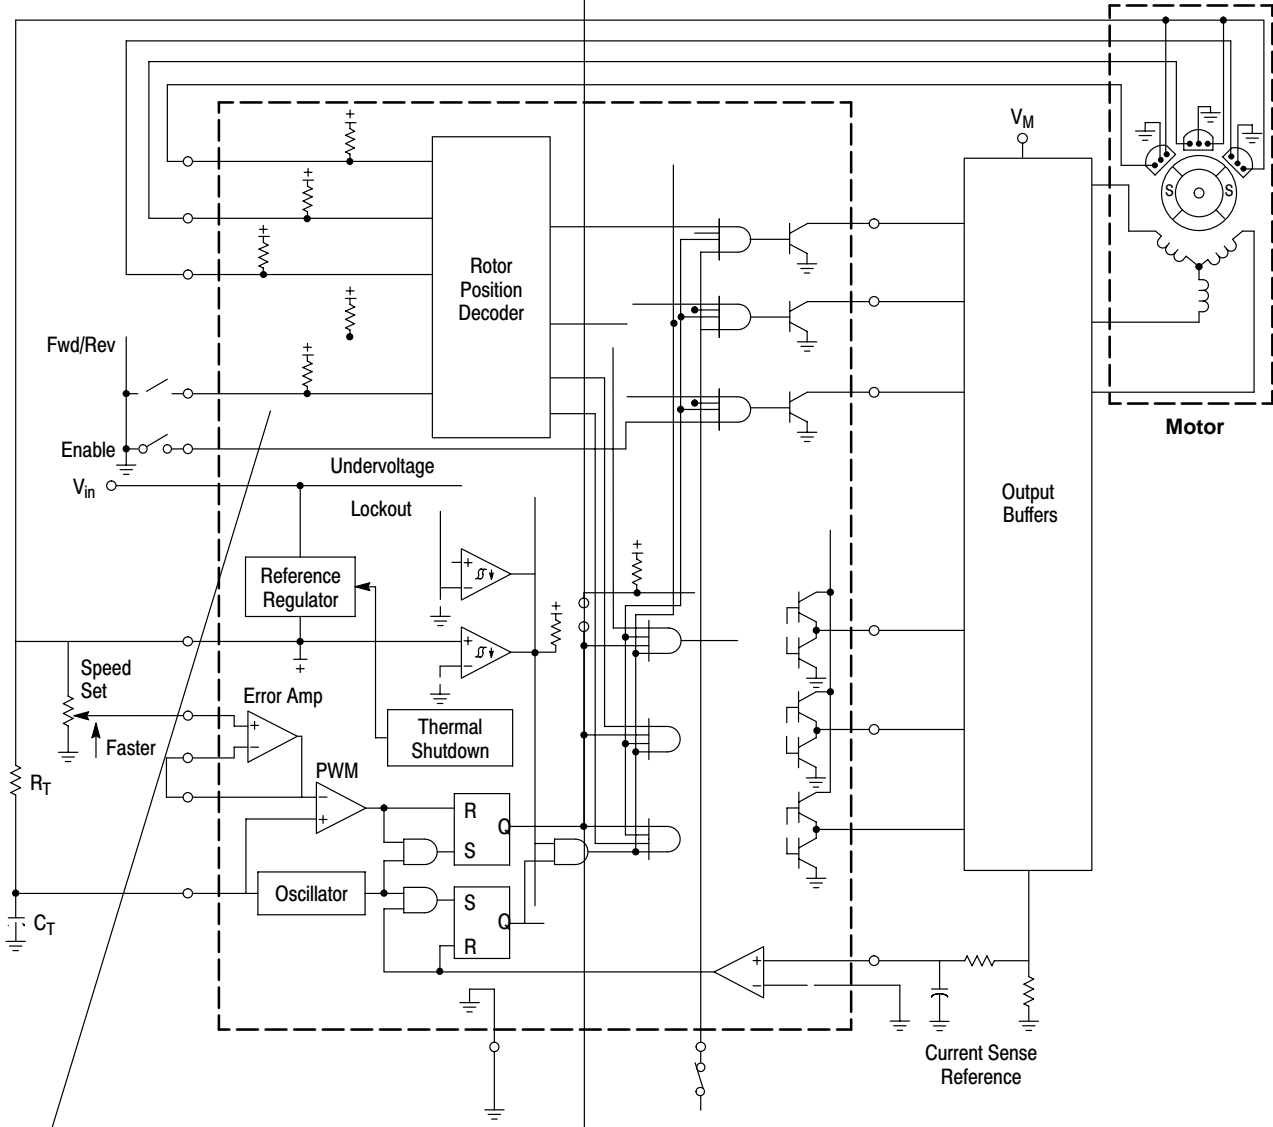 V_M
S
S
Rotor
Position
Decoder
Fwd/Rev
Motor
Enable
Undervoltage
V_in
Lockout
Output
Buffers
Reference
Regulator
Speed
Set
Error Amp
Thermal
Shutdown
Faster
R_T
PWM
R
Q
S
Oscillator
S
Q
R
C_T
Current Sense
Reference